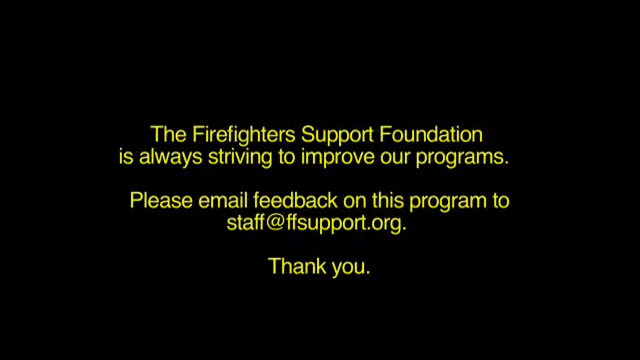 The Firefighters Support Foundation
is always striving to improve our programs.
Please email feedback on this program to
staff@ffsupport.org.
Thank you.